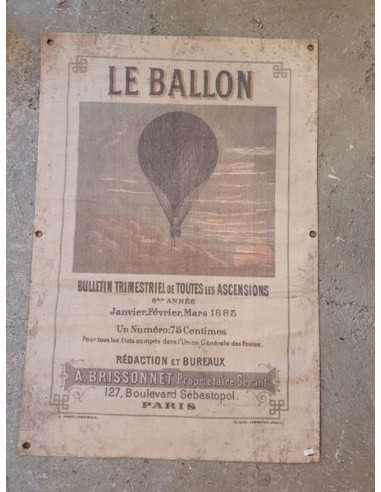 LE BALLON
BULLETIN TRIMESTRIEL DE TOUTES LES ASCENSIONS
6me ANNÉE
Janvier, Février, Mars 1883
Un Numéro: 75 Centimes
Pour tous les Etats compris dans l'Union Générale des Postes.
RÉDACTION ET BUREAUX
A. BRISSONNET Propriétaire Gérant
127, Boulevard Sébastopol.
PARIS